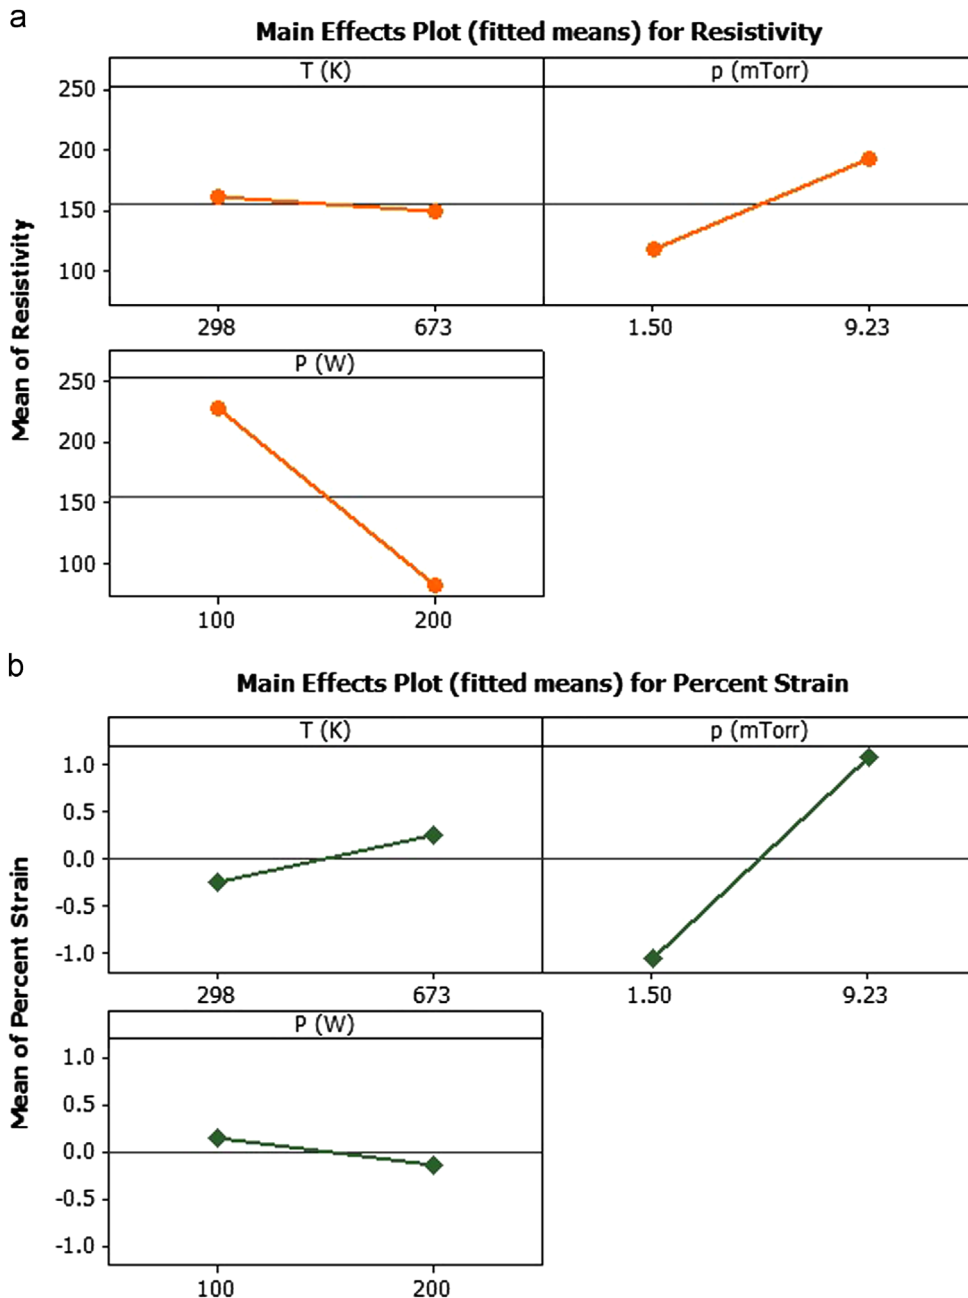 a
Main Effects Plot (fitted means) for Resistivity
T (K)
p (mTorr)
250
200
150
100
298
673
1.50
9.23
P (W)
250
200
150
100
100
200
Mean of Resistivity
b
Main Effects Plot (fitted means) for Percent Strain
T (K)
p (mTorr)
1.0
0.5
0.0
-0.5
-1.0
298
673
1.50
9.23
P (W)
1.0
0.5
0.0
-0.5
-1.0
100
200
Mean of Percent Strain